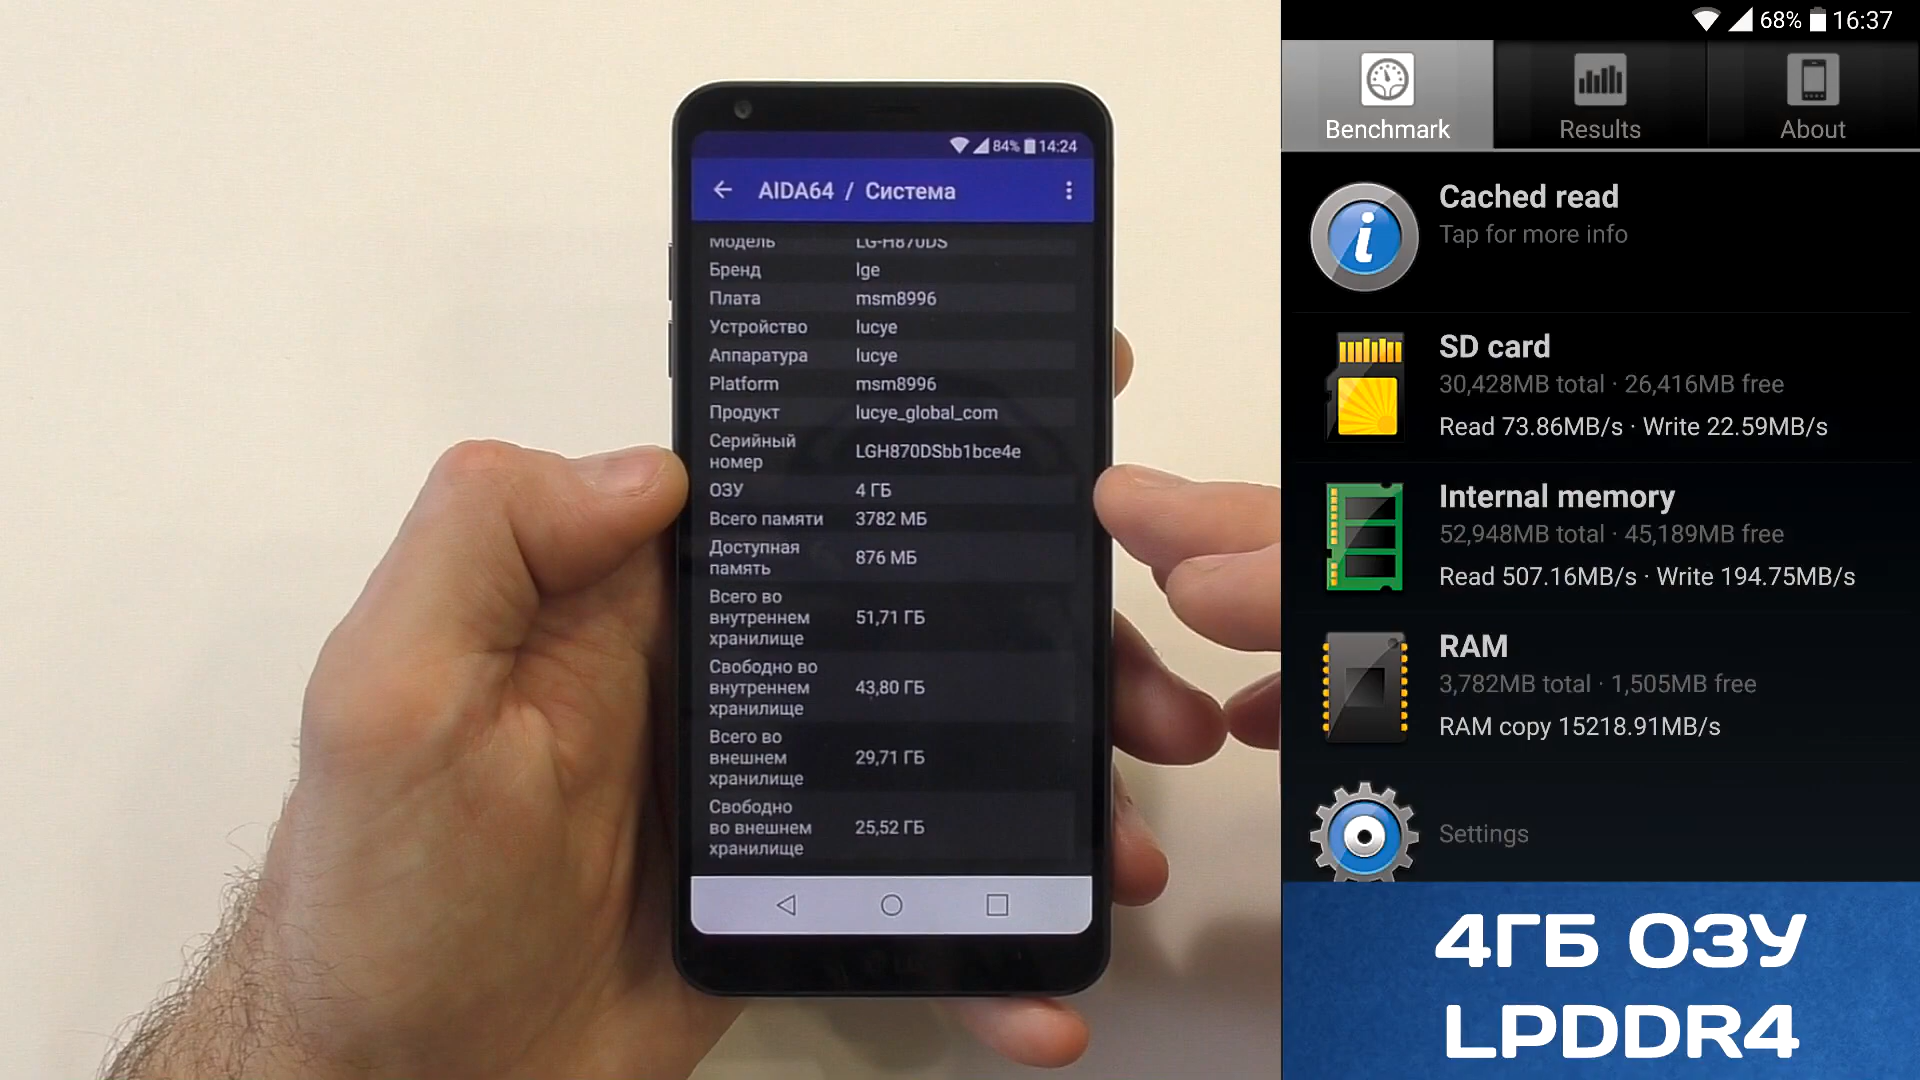 84% 14:24
AIDA64 / Система
Модель LG-H870DS
Бренд lge
Плата msm8996
Устройство lucye
Аппаратура lucye
Platform msm8996
Продукт lucye_global_com
Серийный
номер
LGH870DSbb1bce4e
ОЗУ 4 ГБ
Всего памяти 3782 МБ
Доступная
память
876 МБ
Всего во
внутреннем
хранилище
51,71 ГБ
Свободно во
внутреннем
хранилище
43,80 ГБ
Всего во
внешнем
хранилище
29,71 ГБ
Свободно
во внешнем
хранилище
25,52 ГБ
68% 16:37
Benchmark Results About
Cached read
Tap for more info
SD card
30,428MB total · 26,416MB free
Read 73.86MB/s · Write 22.59MB/s
Internal memory
52,948MB total · 45,189MB free
Read 507.16MB/s · Write 194.75MB/s
RAM
3,782MB total · 1,505MB free
RAM copy 15218.91MB/s
Settings
4ГБ ОЗУ
LPDDR4